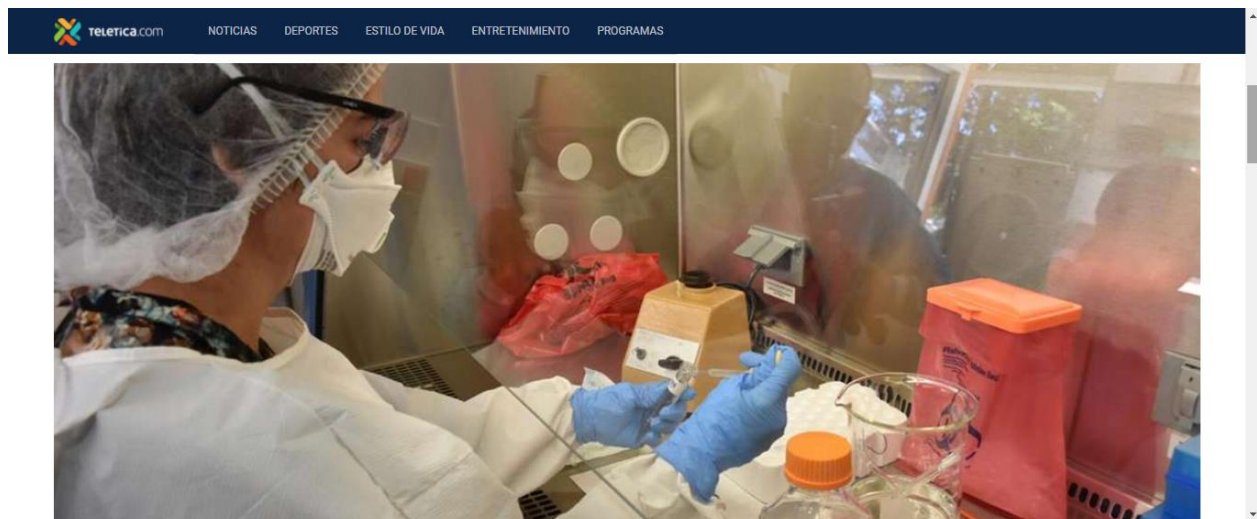 TELETICA.COM
NOTICIAS
DEPORTES
ESTILO DE VIDA
ENTRETENIMIENTO
PROGRAMAS